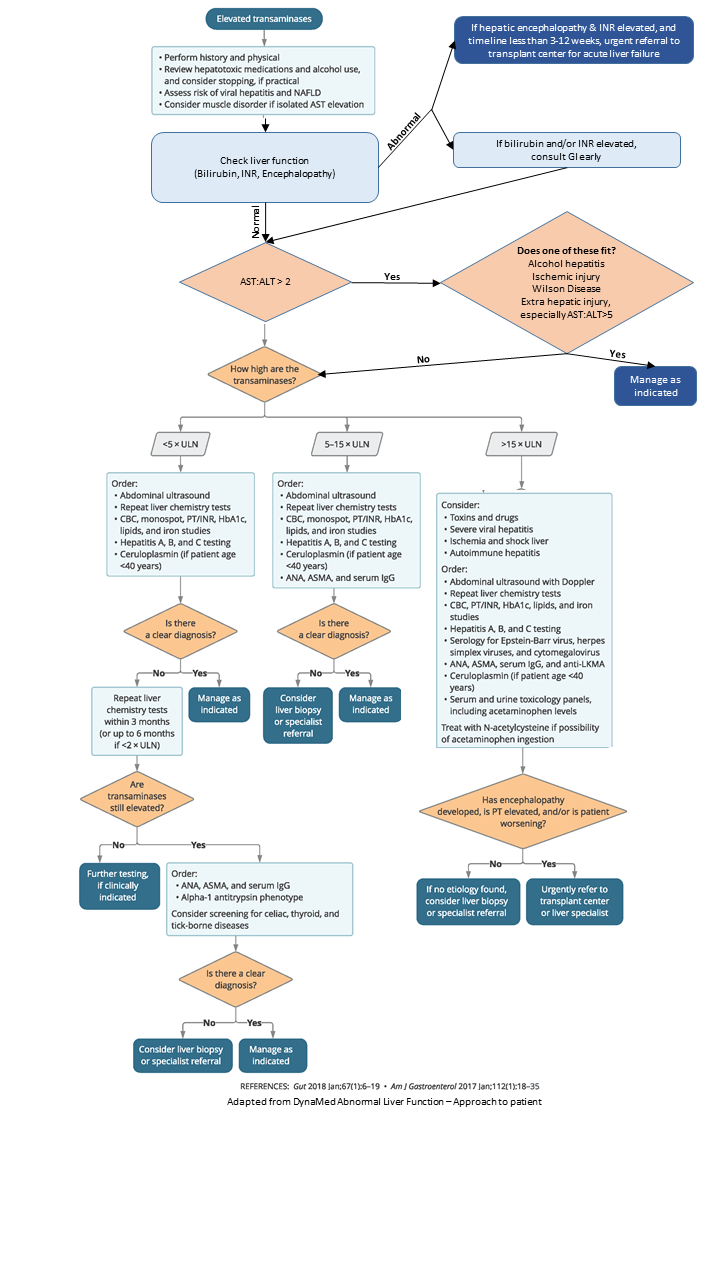 Elevated transaminases
• Perform history and physical
• Review hepatotoxic medications and alcohol use,
and consider stopping, if practical
• Assess risk of viral hepatitis and NAFLD
• Consider muscle disorder if isolated AST elevation
If hepatic encephalopathy & INR elevated, and
timeline less than 3-12 weeks, urgent referral to
transplant center for acute liver failure
Check liver function
(Bilirubin, INR, Encephalopathy)
Abnormal
If bilirubin and/or INR elevated,
consult GI early
Normal
AST:ALT > 2
Yes
Does one of these fit?
Alcohol hepatitis
Ischemic injury
Wilson Disease
Extra hepatic injury,
especially AST:ALT>5
How high are the
transaminases?
No
Yes
Manage as
indicated
<5 × ULN
5–15 × ULN
>15 × ULN
Order:
• Abdominal ultrasound
• Repeat liver chemistry tests
• CBC, monospot, PT/INR, HbA1c,
lipids, and iron studies
• Hepatitis A, B, and C testing
• Ceruloplasmin (if patient age
<40 years)
Order:
• Abdominal ultrasound
• Repeat liver chemistry tests
• CBC, monospot, PT/INR, HbA1c,
lipids, and iron studies
• Hepatitis A, B, and C testing
• Ceruloplasmin (if patient age
<40 years)
• ANA, ASMA, and serum IgG
Consider:
• Toxins and drugs
• Severe viral hepatitis
• Ischemia and shock liver
• Autoimmune hepatitis
Order:
• Abdominal ultrasound with Doppler
• Repeat liver chemistry tests
• CBC, PT/INR, HbA1c, lipids, and iron
studies
• Hepatitis A, B, and C testing
• Serology for Epstein-Barr virus, herpes
simplex viruses, and cytomegalovirus
• ANA, ASMA, serum IgG, and anti-LKMA
• Ceruloplasmin (if patient age <40
years)
• Serum and urine toxicology panels,
including acetaminophen levels
Treat with N-acetylcysteine if possibility
of acetaminophen ingestion
Is there
a clear diagnosis?
No
Yes
Repeat liver
chemistry tests
within 3 months
(or up to 6 months
if <2 × ULN)
Manage as
indicated
Is there
a clear diagnosis?
No
Yes
Consider
liver biopsy
or specialist
referral
Manage as
indicated
Are
transaminases
still elevated?
No
Yes
Further testing,
if clinically
indicated
Order:
• ANA, ASMA, and serum IgG
• Alpha-1 antitrypsin phenotype
Consider screening for celiac, thyroid, and
tick-borne diseases
Has encephalopathy
developed, is PT elevated, and/or is patient
worsening?
No
Yes
If no etiology found,
consider liver biopsy
or specialist referral
Urgently refer to
transplant center
or liver specialist
Is there a clear
diagnosis?
No
Yes
Consider liver biopsy
or specialist referral
Manage as
indicated
REFERENCES: Gut 2018 Jan;67(1):6–19 • Am J Gastroenterol 2017 Jan;112(1):18–35
Adapted from DynaMed Abnormal Liver Function – Approach to patient